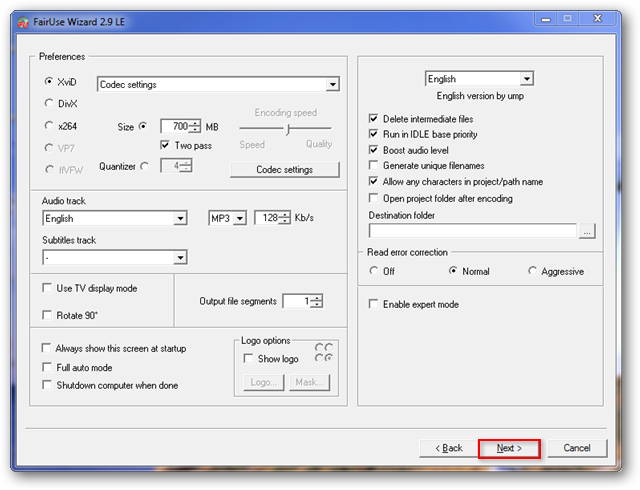 FairUse Wizard 2.9 LE
Preferences
XviD
Codec settings
DivX
x264
VP7
ffVFW
Size
700
MB
Two pass
Quantizer
4
Encoding speed
Speed
Quality
Codec settings
Audio track
English
MP3
128
Kb/s
Subtitles track
-
Use TV display mode
Rotate 90°
Output file segments
1
Always show this screen at startup
Full auto mode
Shutdown computer when done
Logo options
Show logo
Logo...
Mask...
English
English version by ump
Delete intermediate files
Run in IDLE base priority
Boost audio level
Generate unique filenames
Allow any characters in project/path name
Open project folder after encoding
Destination folder
...
Read error correction
Off
Normal
Aggressive
Enable expert mode
< Back
Next >
Cancel